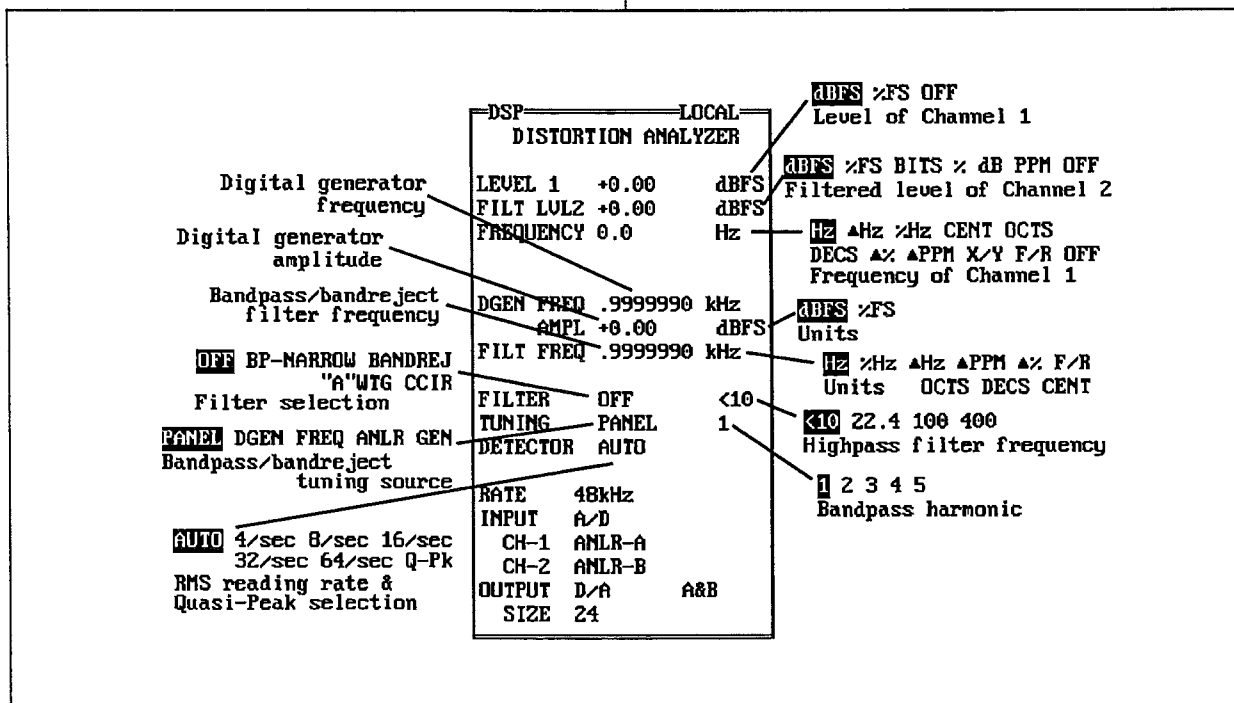 DSP LOCAL
DISTORTION ANALYZER
LEVEL 1 +0.00 dBFS
FILT LVL2 +0.00 dBFS
FREQUENCY 0.0 Hz
DGEN FREQ .9999990 kHz
AMPL +0.00 dBFS
FILT FREQ .9999990 kHz
FILTER OFF <10
TUNING PANEL 1
DETECTOR AUTO
RATE 48kHz
INPUT A/D
CH-1 ANLR-A
CH-2 ANLR-B
OUTPUT D/A A&B
SIZE 24
Digital generator
frequency
Digital generator
amplitude
Bandpass/bandreject
filter frequency
OFF BP-NARROW BANDREJ
"A"WTG CCIR
Filter selection
PANEL DGEN FREQ ANLR GEN
Bandpass/bandreject
tuning source
AUTO 4/sec 8/sec 16/sec
32/sec 64/sec Q-Pk
RMS reading rate &
Quasi-Peak selection
dBFS %FS OFF
Level of Channel 1
dBFS %FS BITS % dB PPM OFF
Filtered level of Channel 2
Hz ▲Hz %Hz CENT OCTS
DECS ▲% ▲PPM X/Y F/R OFF
Frequency of Channel 1
dBFS %FS
Units
Hz %Hz ▲Hz ▲PPM ▲% F/R
Units OCTS DECS CENT
<10 22.4 100 400
Highpass filter frequency
1 2 3 4 5
Bandpass harmonic